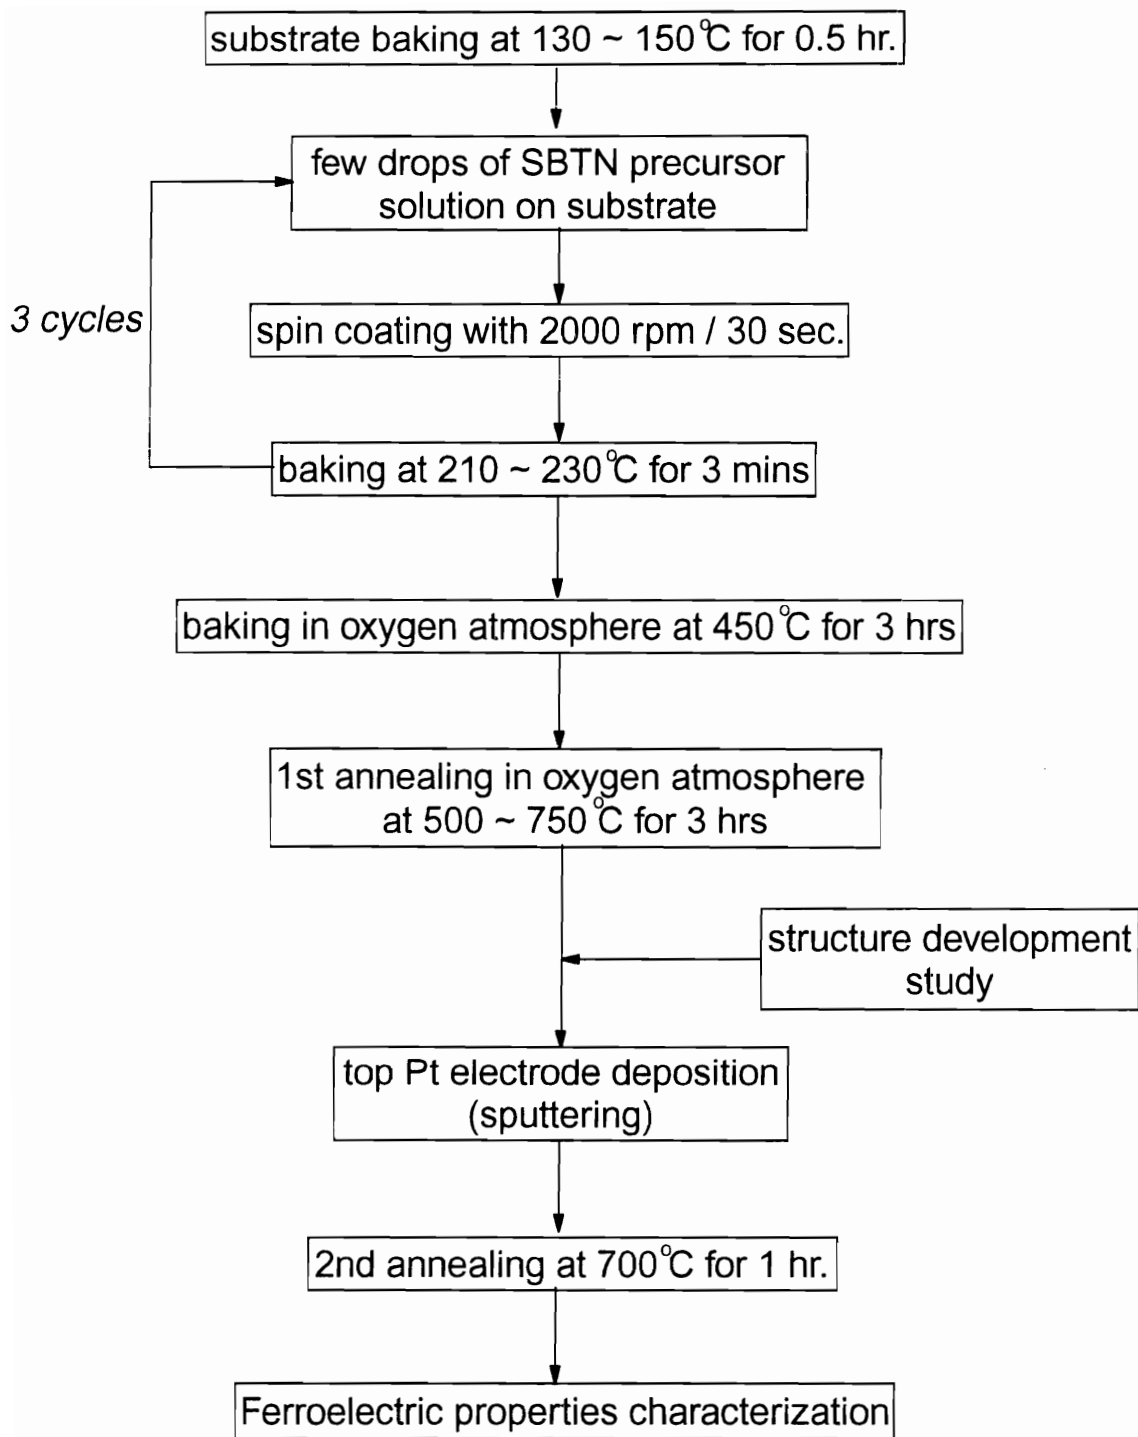 substrate baking at 130 ~ 150°C for 0.5 hr.
few drops of SBTN precursor
solution on substrate
3 cycles
spin coating with 2000 rpm / 30 sec.
baking at 210 ~ 230°C for 3 mins
baking in oxygen atmosphere at 450°C for 3 hrs
1st annealing in oxygen atmosphere
at 500 ~ 750°C for 3 hrs
structure development
study
top Pt electrode deposition
(sputtering)
2nd annealing at 700°C for 1 hr.
Ferroelectric properties characterization